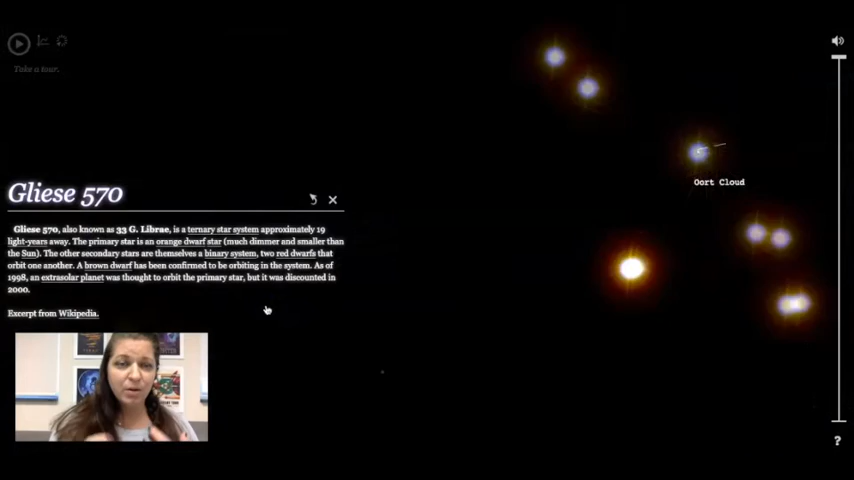 Take a tour.
Oort Cloud
Gliese 570
Gliese 570, also known as 33 G. Librae, is a ternary star system approximately 19
light-years away. The primary star is an orange dwarf star (much dimmer and smaller than
the Sun). The other secondary stars are themselves a binary system, two red dwarfs that
orbit one another. A brown dwarf has been confirmed to be orbiting in the system. As of
1998, an extrasolar planet was thought to orbit the primary star, but it was discounted in
2000.
Excerpt from Wikipedia.
?